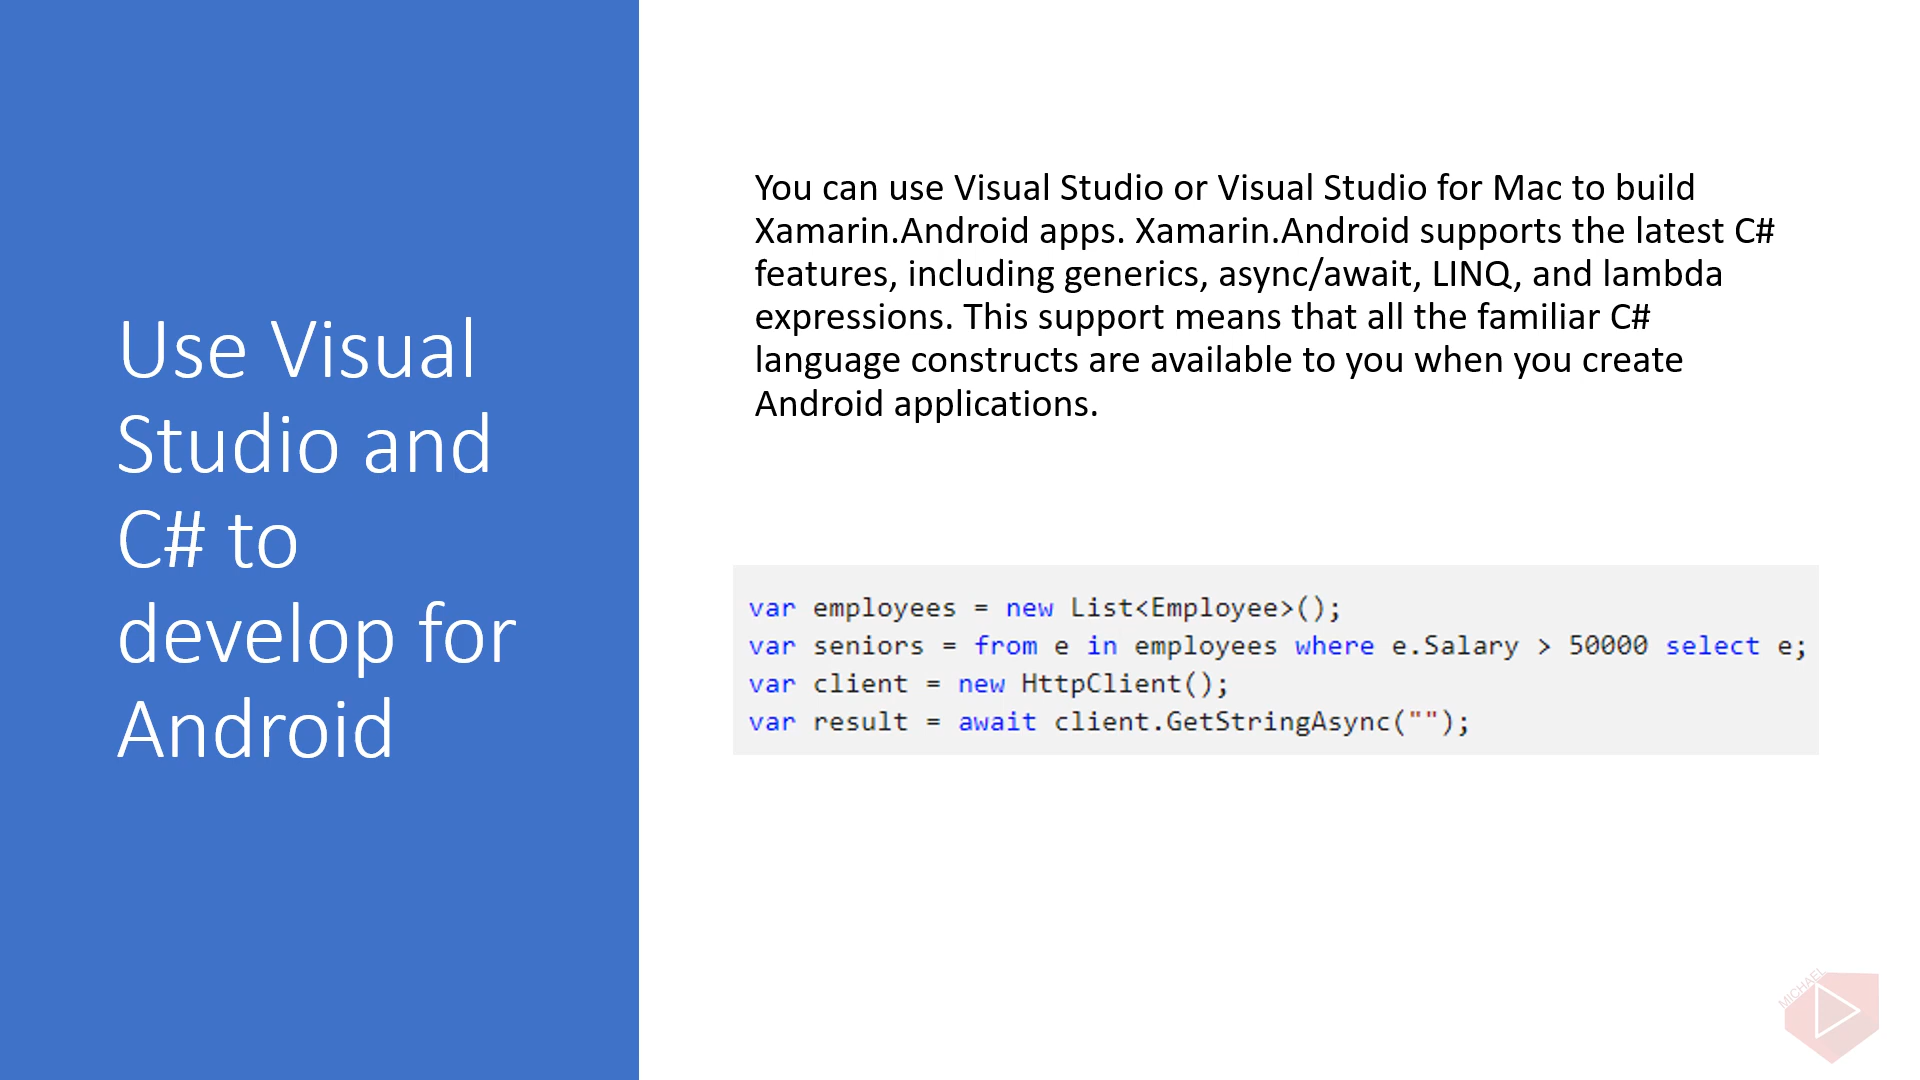 Use Visual
Studio and
C# to
develop for
Android
You can use Visual Studio or Visual Studio for Mac to build
Xamarin.Android apps. Xamarin.Android supports the latest C#
features, including generics, async/await, LINQ, and lambda
expressions. This support means that all the familiar C#
language constructs are available to you when you create
Android applications.
var employees = new List<Employee>();
var seniors = from e in employees where e.Salary > 50000 select e;
var client = new HttpClient();
var result = await client.GetStringAsync("");
MICHAEL